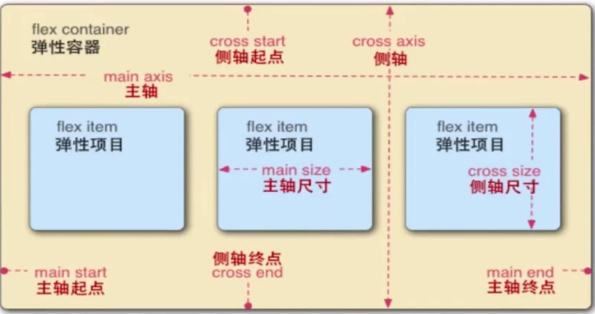 flex container
弹性容器
cross start
侧轴起点
cross axis
侧轴
main axis
主轴
flex item
弹性项目
flex item
弹性项目
main size
主轴尺寸
flex item
弹性项目
cross size
侧轴尺寸
main start
主轴起点
侧轴终点
cross end
main end
主轴终点